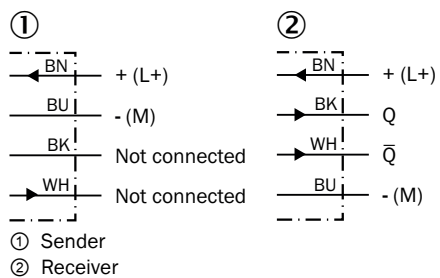 ① ②
BN + (L+) BN + (L+)
BU - (M) BK Q
BK Not connected WH Q̅
WH Not connected BU - (M)
① Sender
② Receiver